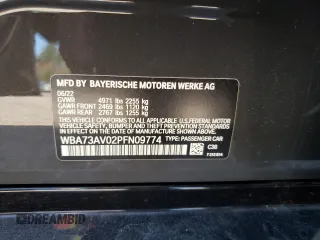 MFD BY BAYERISCHE MOTOREN WERKE AG
06/22
GVWR 4971 lbs 2255 kg
GAWR FRONT 2469 lbs 1120 kg
GAWR REAR 2767 lbs 1255 kg
THIS VEHICLE CONFORMS TO ALL APPLICABLE U.S. FEDERAL MOTOR
VEHICLE SAFETY, BUMPER, AND THEFT PREVENTION STANDARDS IN
EFFECT ON THE DATE OF MANUFACTURE SHOWN ABOVE.
WBA73AV02PFN09774 TYPE: PASSENGER CAR
C36
RIDSAFELY